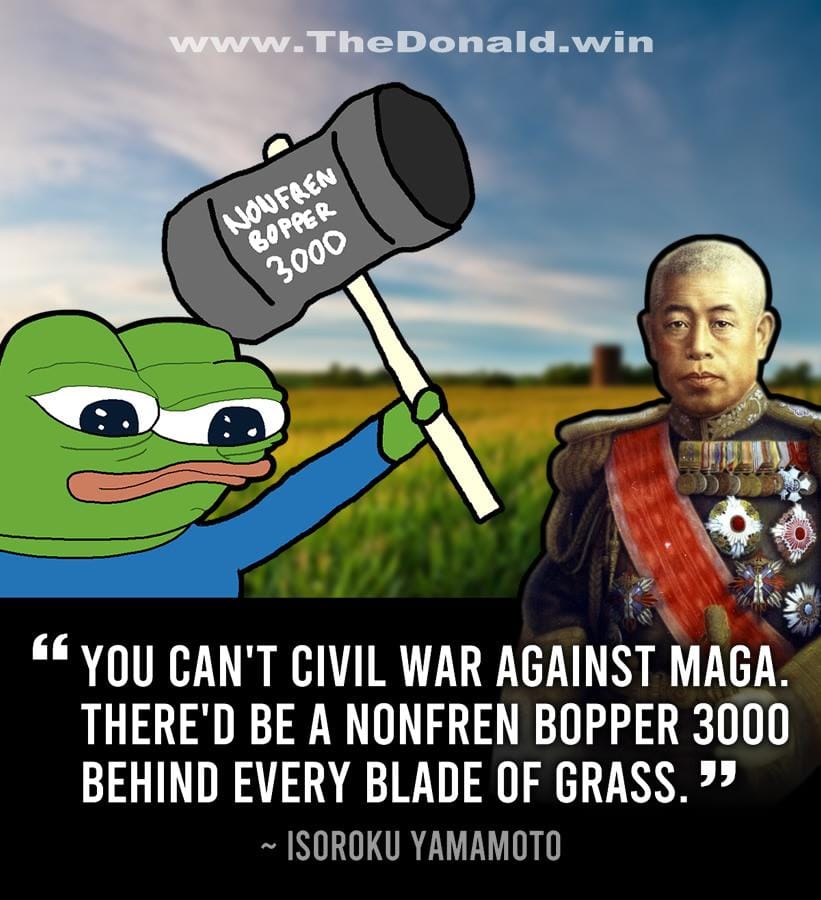 www.TheDonald.win
NONFREN
BOPPER
3000
“ YOU CAN'T CIVIL WAR AGAINST MAGA.
THERE'D BE A NONFREN BOPPER 3000
BEHIND EVERY BLADE OF GRASS. ”
~ ISOROKU YAMAMOTO